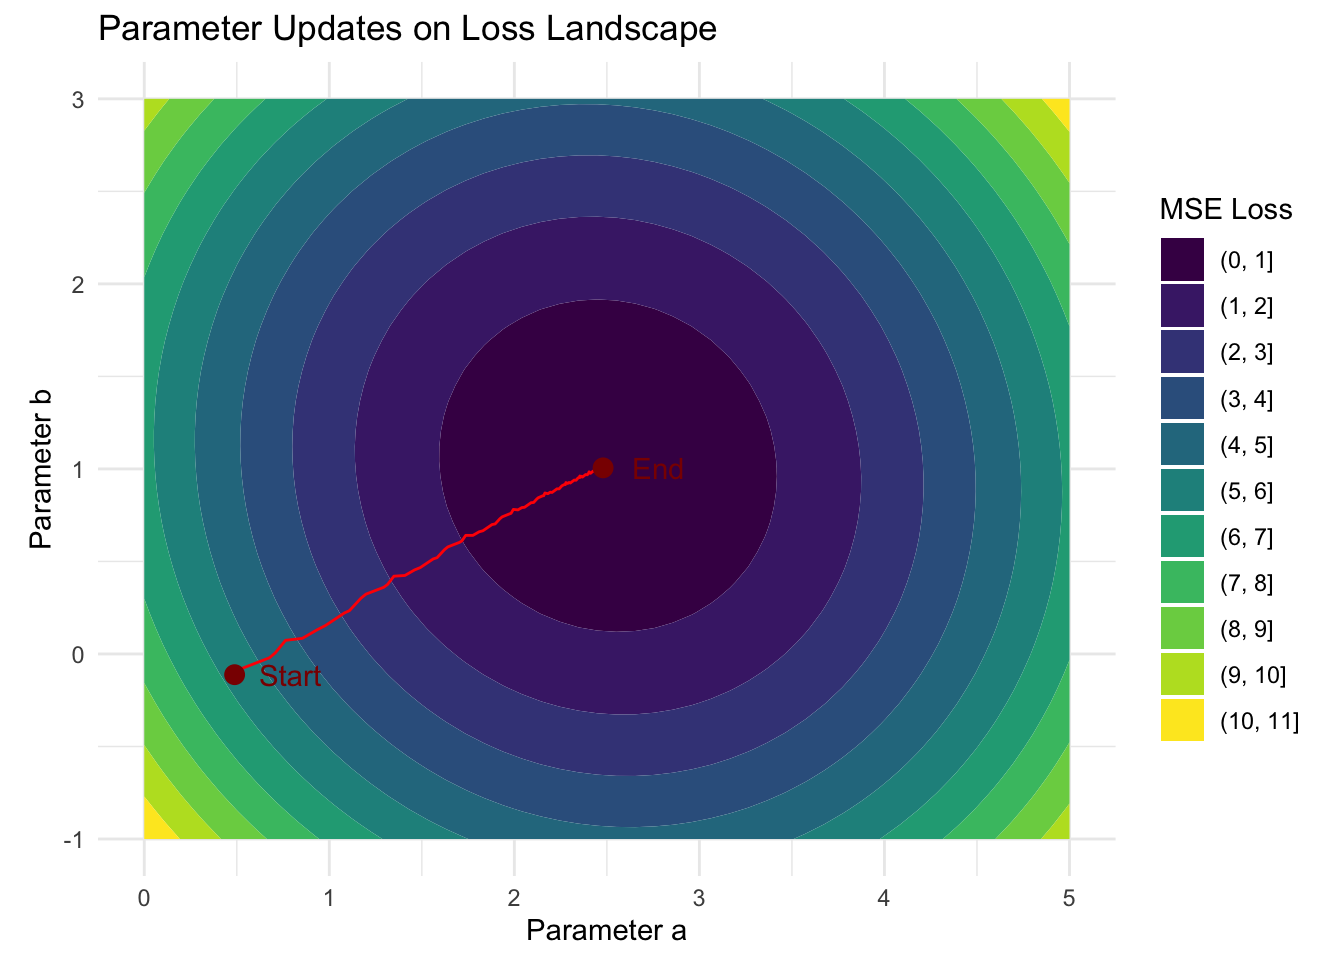 Parameter Updates on Loss Landscape
3
2
1
0
-1
Parameter b
Start
End
0 1 2 3 4 5
Parameter a
MSE Loss
(0, 1]
(1, 2]
(2, 3]
(3, 4]
(4, 5]
(5, 6]
(6, 7]
(7, 8]
(8, 9]
(9, 10]
(10, 11]